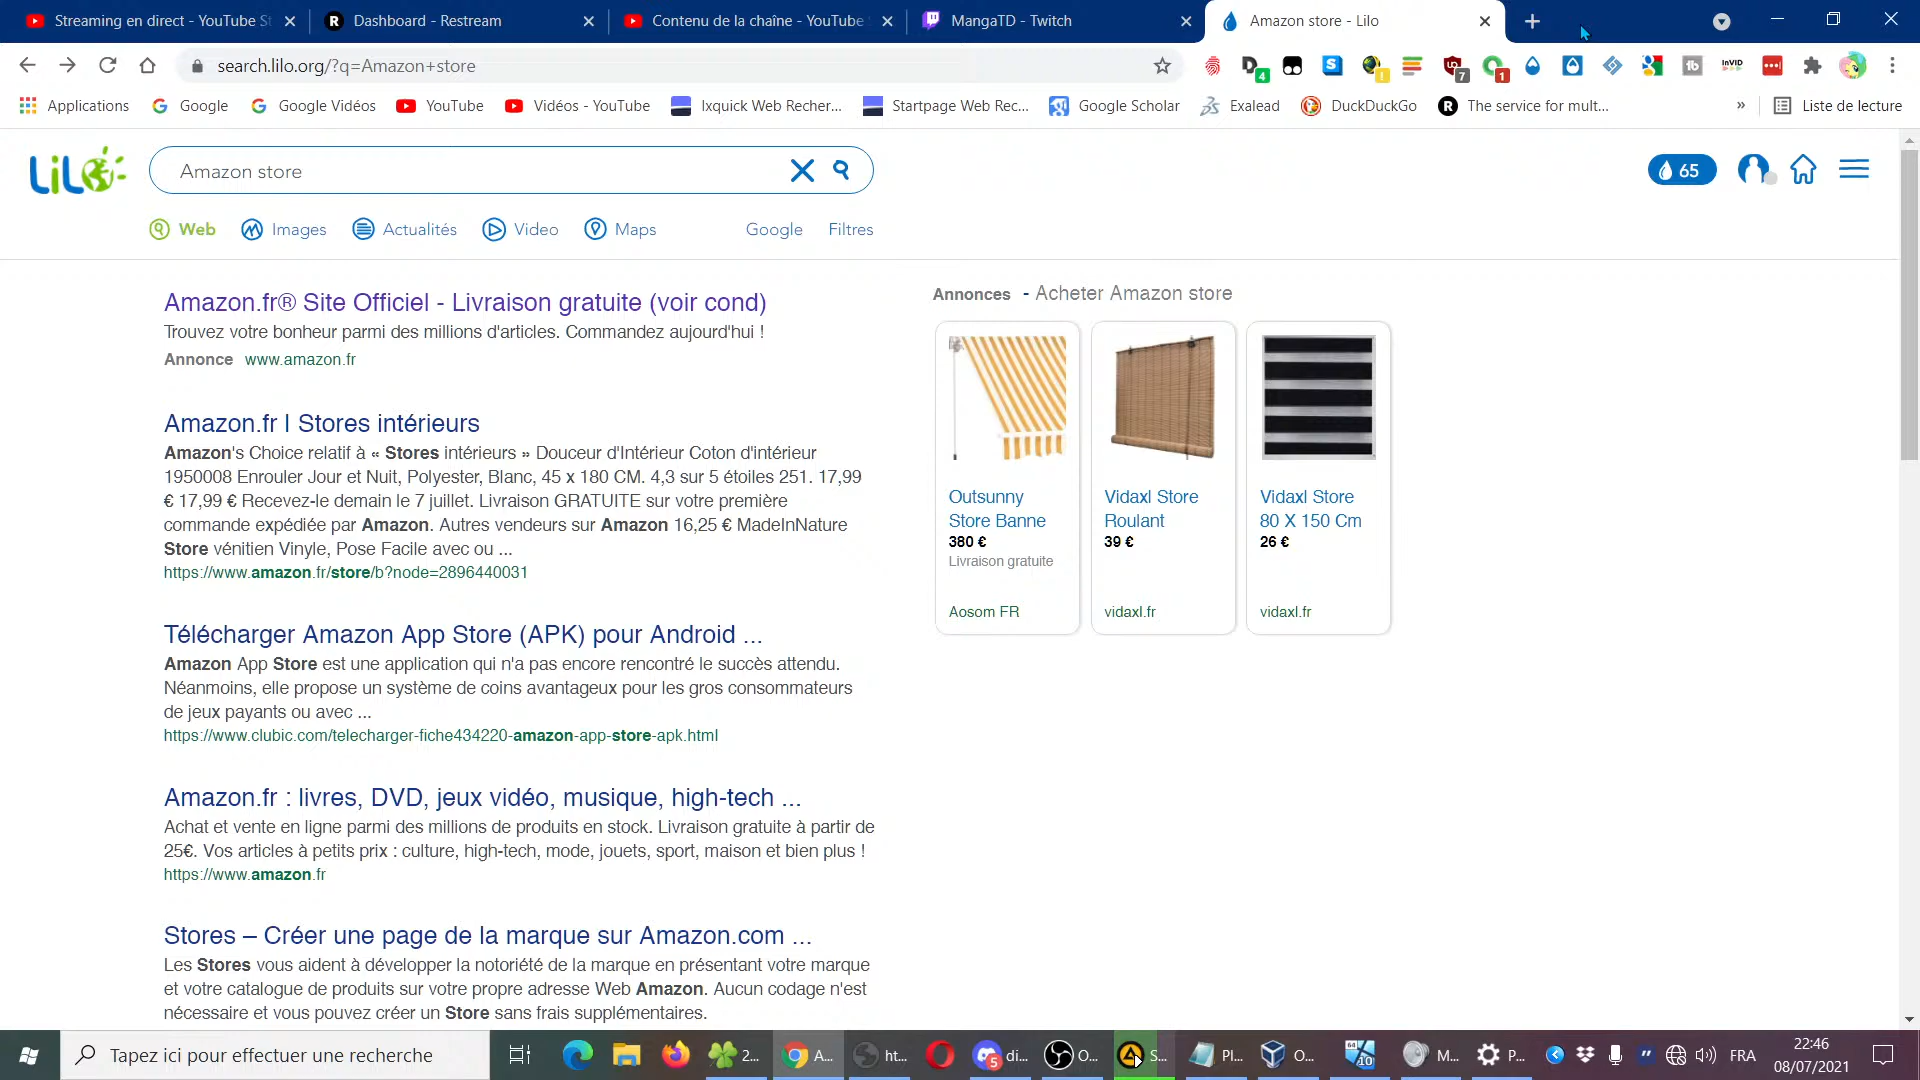 Streaming en direct - YouTube St
Dashboard - Restream
Contenu de la chaîne - YouTube S
MangaTD - Twitch
Amazon store - Lilo
search.lilo.org/?q=Amazon+store
4
7
1
InVID
Applications
Google
Google Vidéos
YouTube
Vidéos - YouTube
Ixquick Web Recher...
Startpage Web Rec...
Google Scholar
Exalead
DuckDuckGo
The service for mult...
»
Liste de lecture
LiLO
Amazon store
65
Web
Images
Actualités
Video
Maps
Google
Filtres
Amazon.fr® Site Officiel - Livraison gratuite (voir cond)
Trouvez votre bonheur parmi des millions d'articles. Commandez aujourd'hui !
Annonce www.amazon.fr
Amazon.fr | Stores intérieurs
Amazon's Choice relatif à « Stores intérieurs » Douceur d'Intérieur Coton d'intérieur
1950008 Enrouler Jour et Nuit, Polyester, Blanc, 45 x 180 CM. 4,3 sur 5 étoiles 251. 17,99
€ 17,99 € Recevez-le demain le 7 juillet. Livraison GRATUITE sur votre première
commande expédiée par Amazon. Autres vendeurs sur Amazon 16,25 € MadeInNature
Store vénitien Vinyle, Pose Facile avec ou ...
https://www.amazon.fr/store/b?node=2896440031
Télécharger Amazon App Store (APK) pour Android ...
Amazon App Store est une application qui n'a pas encore rencontré le succès attendu.
Néanmoins, elle propose un système de coins avantageux pour les gros consommateurs
de jeux payants ou avec ...
https://www.clubic.com/telecharger-fiche434220-amazon-app-store-apk.html
Amazon.fr : livres, DVD, jeux vidéo, musique, high-tech ...
Achat et vente en ligne parmi des millions de produits en stock. Livraison gratuite à partir de
25€. Vos articles à petits prix : culture, high-tech, mode, jouets, sport, maison et bien plus !
https://www.amazon.fr
Stores – Créer une page de la marque sur Amazon.com ...
Les Stores vous aident à développer la notoriété de la marque en présentant votre marque
et votre catalogue de produits sur votre propre adresse Web Amazon. Aucun codage n'est
nécessaire et vous pouvez créer un Store sans frais supplémentaires.
Annonces - Acheter Amazon store
Outsunny
Store Banne
380 €
Livraison gratuite
Aosom FR
Vidaxl Store
Roulant
39 €
vidaxl.fr
Vidaxl Store
80 X 150 Cm
26 €
vidaxl.fr
Tapez ici pour effectuer une recherche
2...
A...
ht...
5
di...
O...
S...
Pl...
O...
64
10
M...
P...
FRA
22:46
08/07/2021